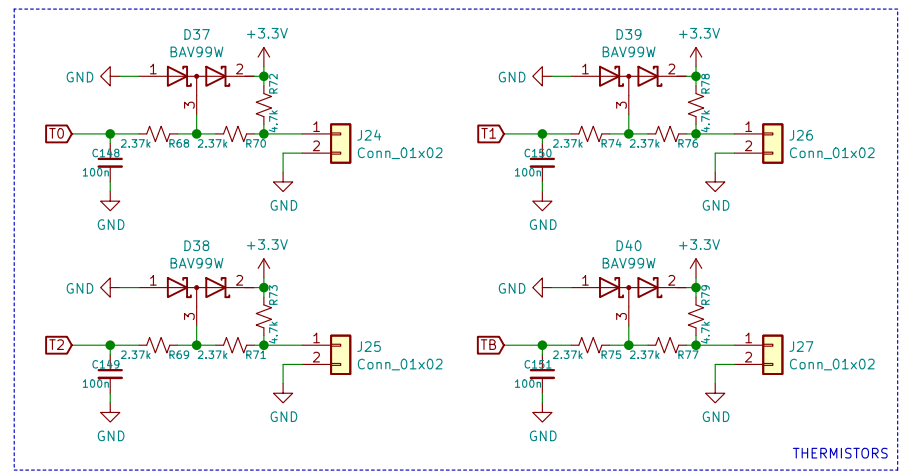 D37
BAV99W
+3.3V
GND
1
2
3
R72
4.7k
T0
2.37k
R68
2.37k
R70
C148
100n
GND
1
2
J24
Conn_01x02
GND
D39
BAV99W
+3.3V
GND
1
2
3
R78
4.7k
T1
2.37k
R74
2.37k
R76
C150
100n
GND
1
2
J26
Conn_01x02
GND
D38
BAV99W
+3.3V
GND
1
2
3
R73
4.7k
T2
2.37k
R69
2.37k
R71
C149
100n
GND
1
2
J25
Conn_01x02
GND
D40
BAV99W
+3.3V
GND
1
2
3
R79
4.7k
TB
2.37k
R75
2.37k
R77
C151
100n
GND
1
2
J27
Conn_01x02
GND
THERMISTORS